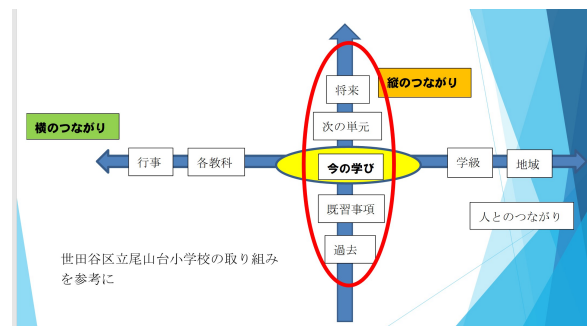 将来
縦のつながり
次の単元
横のつながり
行事
各教科
今の学び
学級
地域
既習事項
人とのつながり
過去
世田谷区立尾山台小学校の取り組み
を参考に